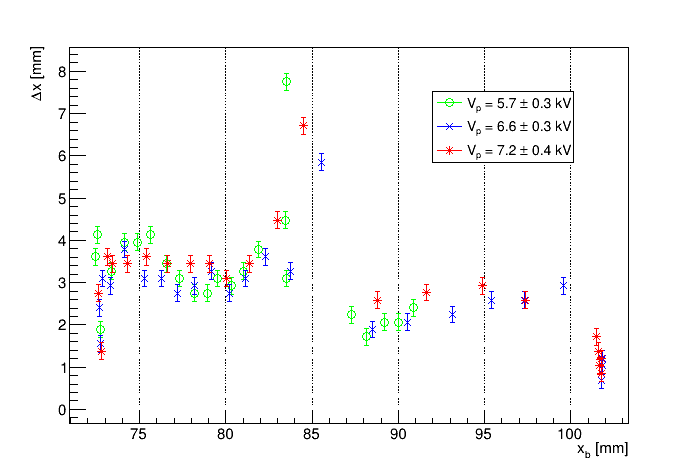 Δx [mm]
8
7
6
5
4
3
2
1
0
V_p = 5.7 ± 0.3 kV
V_p = 6.6 ± 0.3 kV
V_p = 7.2 ± 0.4 kV
75 80 85 90 95 100
x_b [mm]